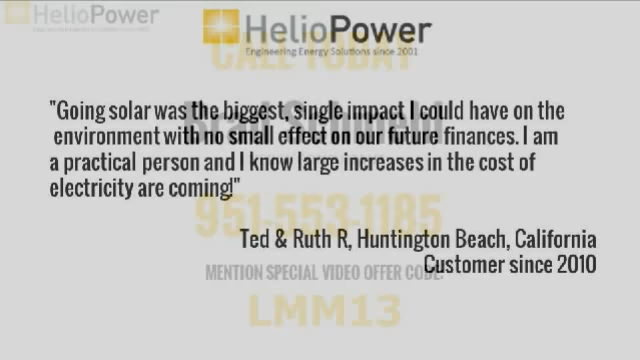 HelioPower
HelioPower
Engineering Energy Solutions since 2001
CALL TODAY
"Going solar was the biggest, single impact I could have on the
environment with no small effect on our future finances. I am
a practical person and I know large increases in the cost of
electricity are coming!"
951-553-1185
Ted & Ruth R, Huntington Beach, California
Customer since 2010
MENTION SPECIAL VIDEO OFFER CODE:
LMM13